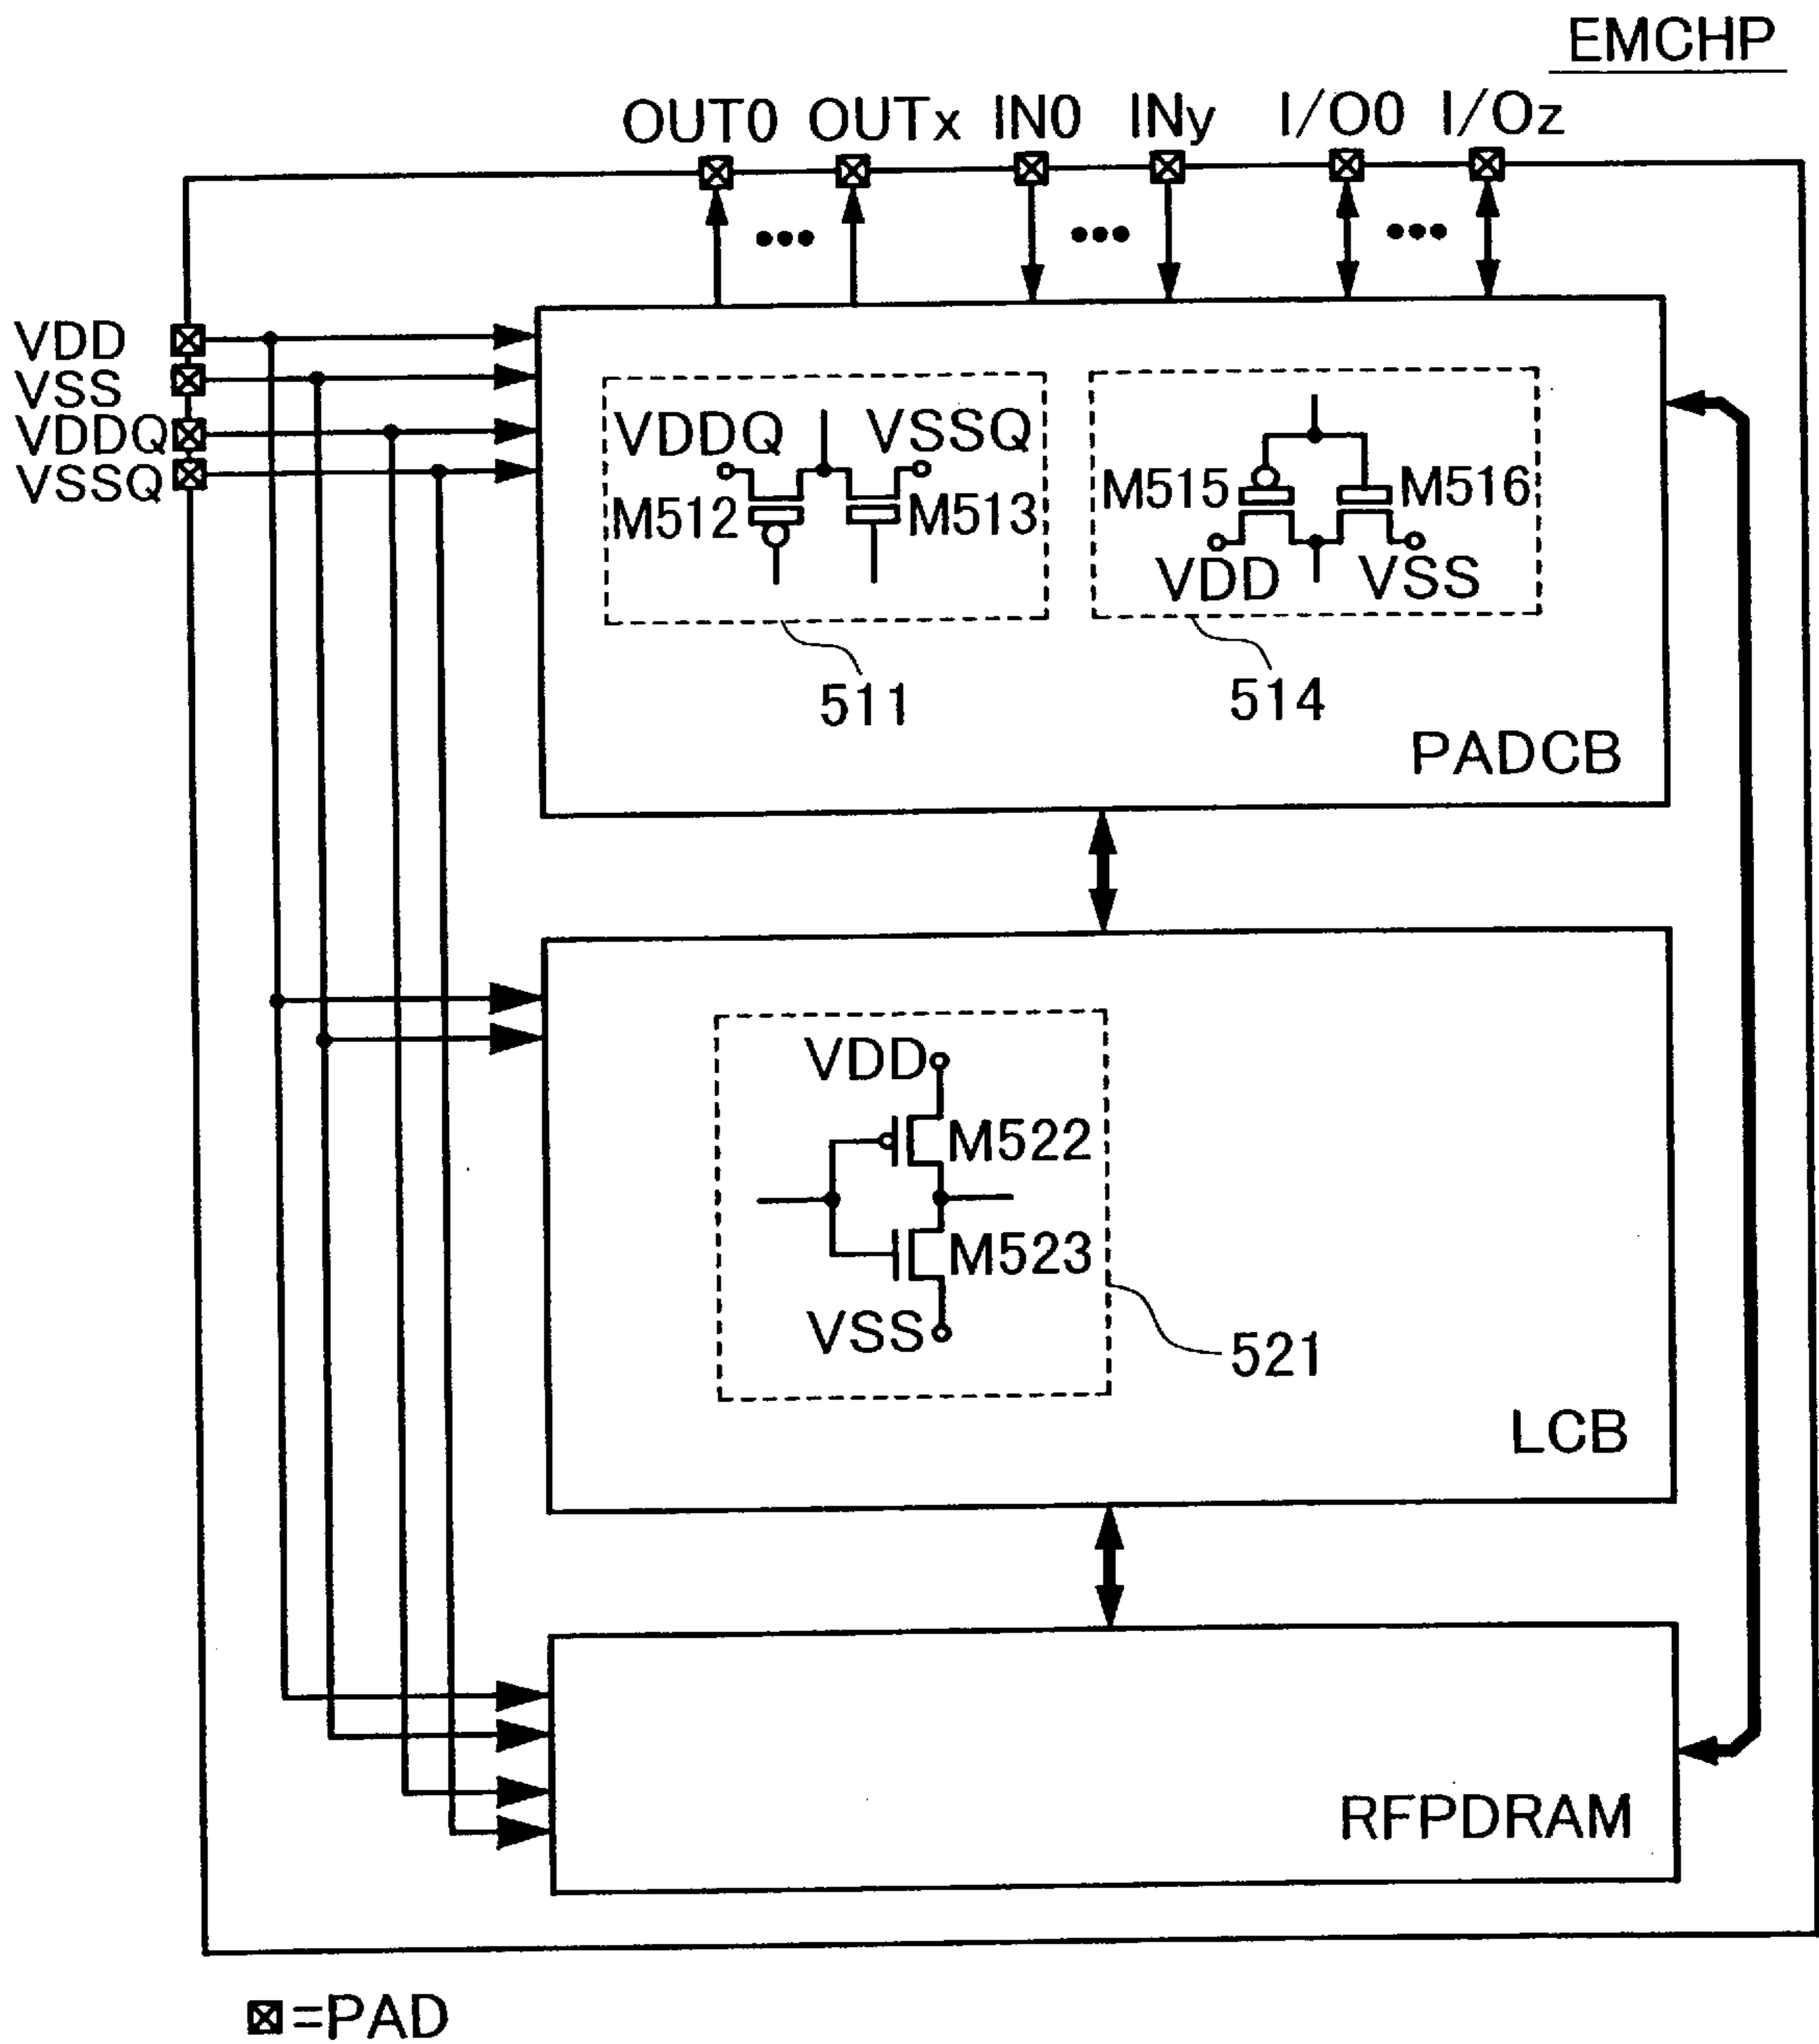 EMCHP
OUT0 OUTx IN0 INy I/O0 I/Oz
VDD
VSS
VDDQ
VSSQ
VDDQ VSSQ
M512 M513
511
M515 M516
VDD VSS
514
PADCB
VDD
M522
M523
VSS
521
LCB
RFPDRAM
=PAD